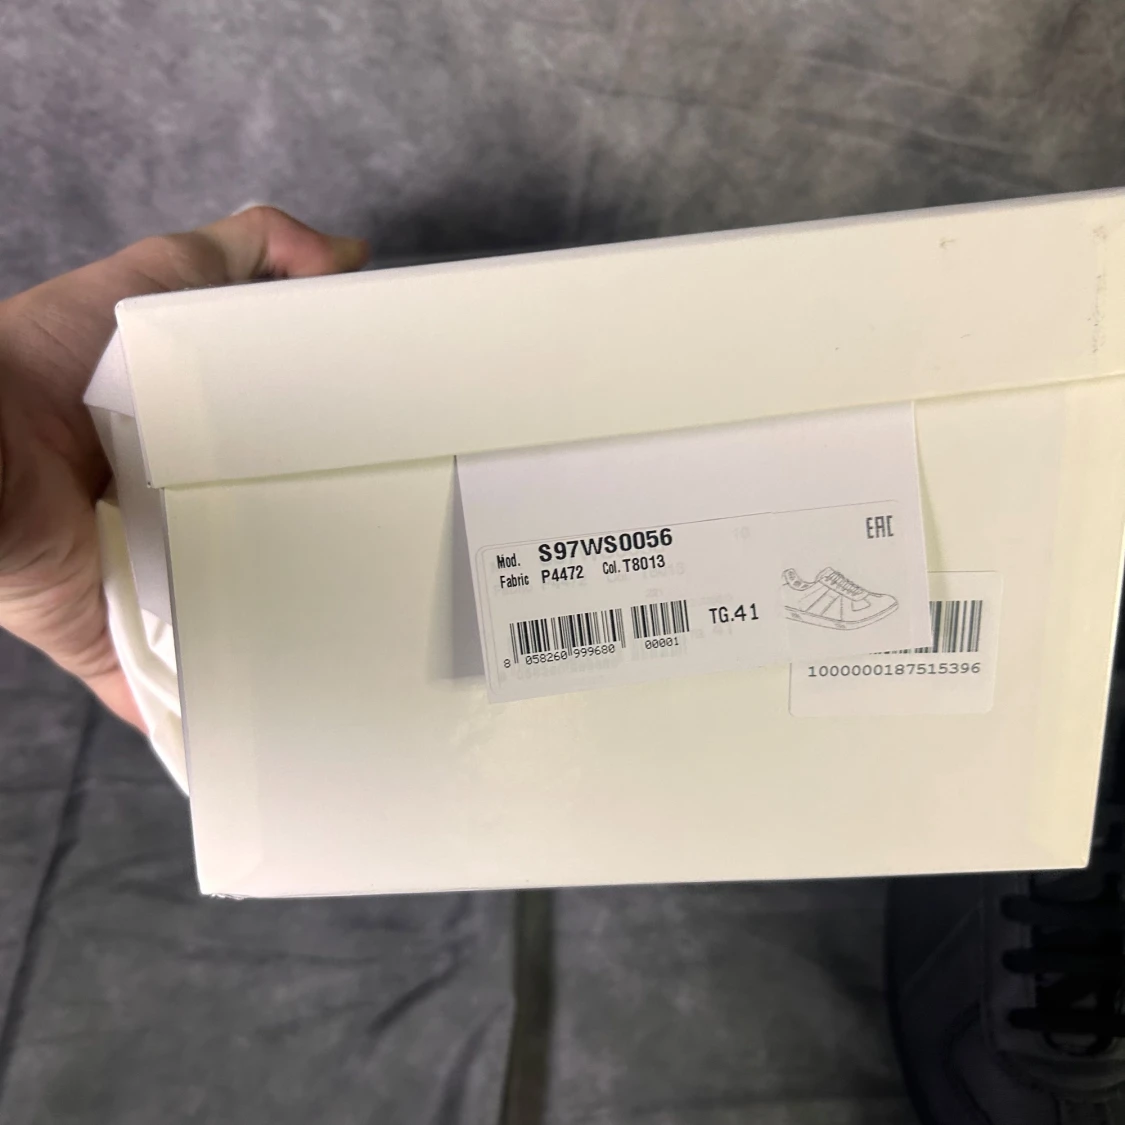 EAC
Mod. S97WS0056
Fabric P4472 Col. T8013
TG.41
8 058260 999680 00001
1000000187515396